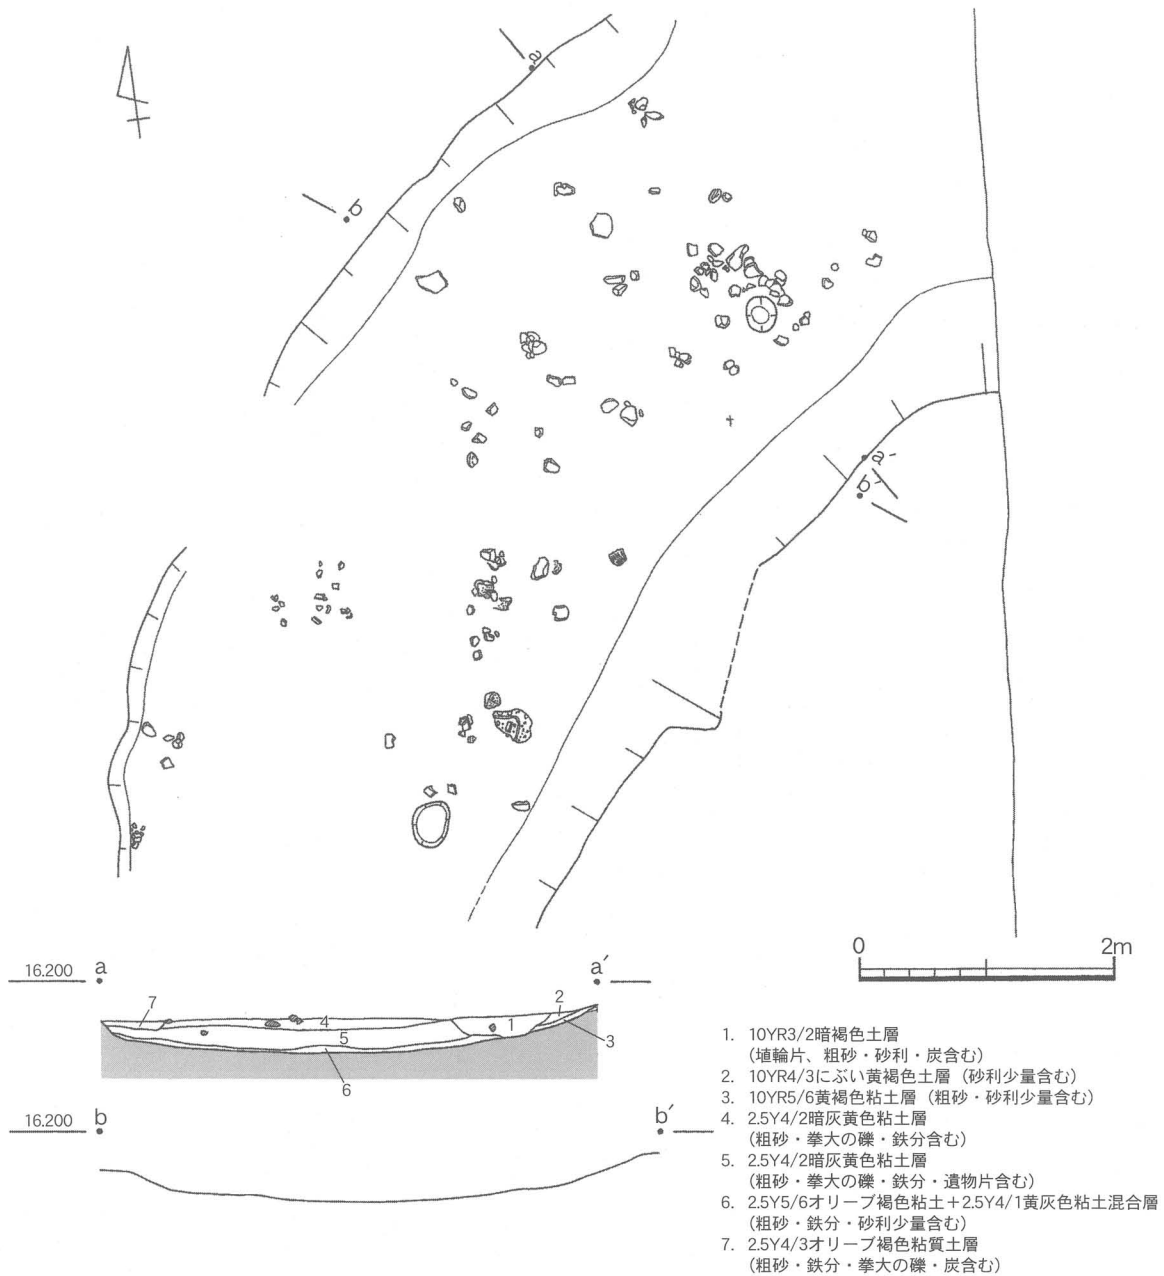 a
b
a′
b′
0 2m
16.200 a a′
7 4 1 2
5 3
6
16.200 b b′
1. 10YR3/2暗褐色土層
(埴輪片、粗砂・砂利・炭含む)
2. 10YR4/3にぶい黄褐色土層(砂利少量含む)
3. 10YR5/6黄褐色粘土層(粗砂・砂利少量含む)
4. 2.5Y4/2暗灰黄色粘土層
(粗砂・拳大の礫・鉄分含む)
5. 2.5Y4/2暗灰黄色粘土層
(粗砂・拳大の礫・鉄分・遺物片含む)
6. 2.5Y5/6オリーブ褐色粘土+2.5Y4/1黄灰色粘土混合層
(粗砂・鉄分・砂利少量含む)
7. 2.5Y4/3オリーブ褐色粘質土層
(粗砂・鉄分・拳大の礫・炭含む)